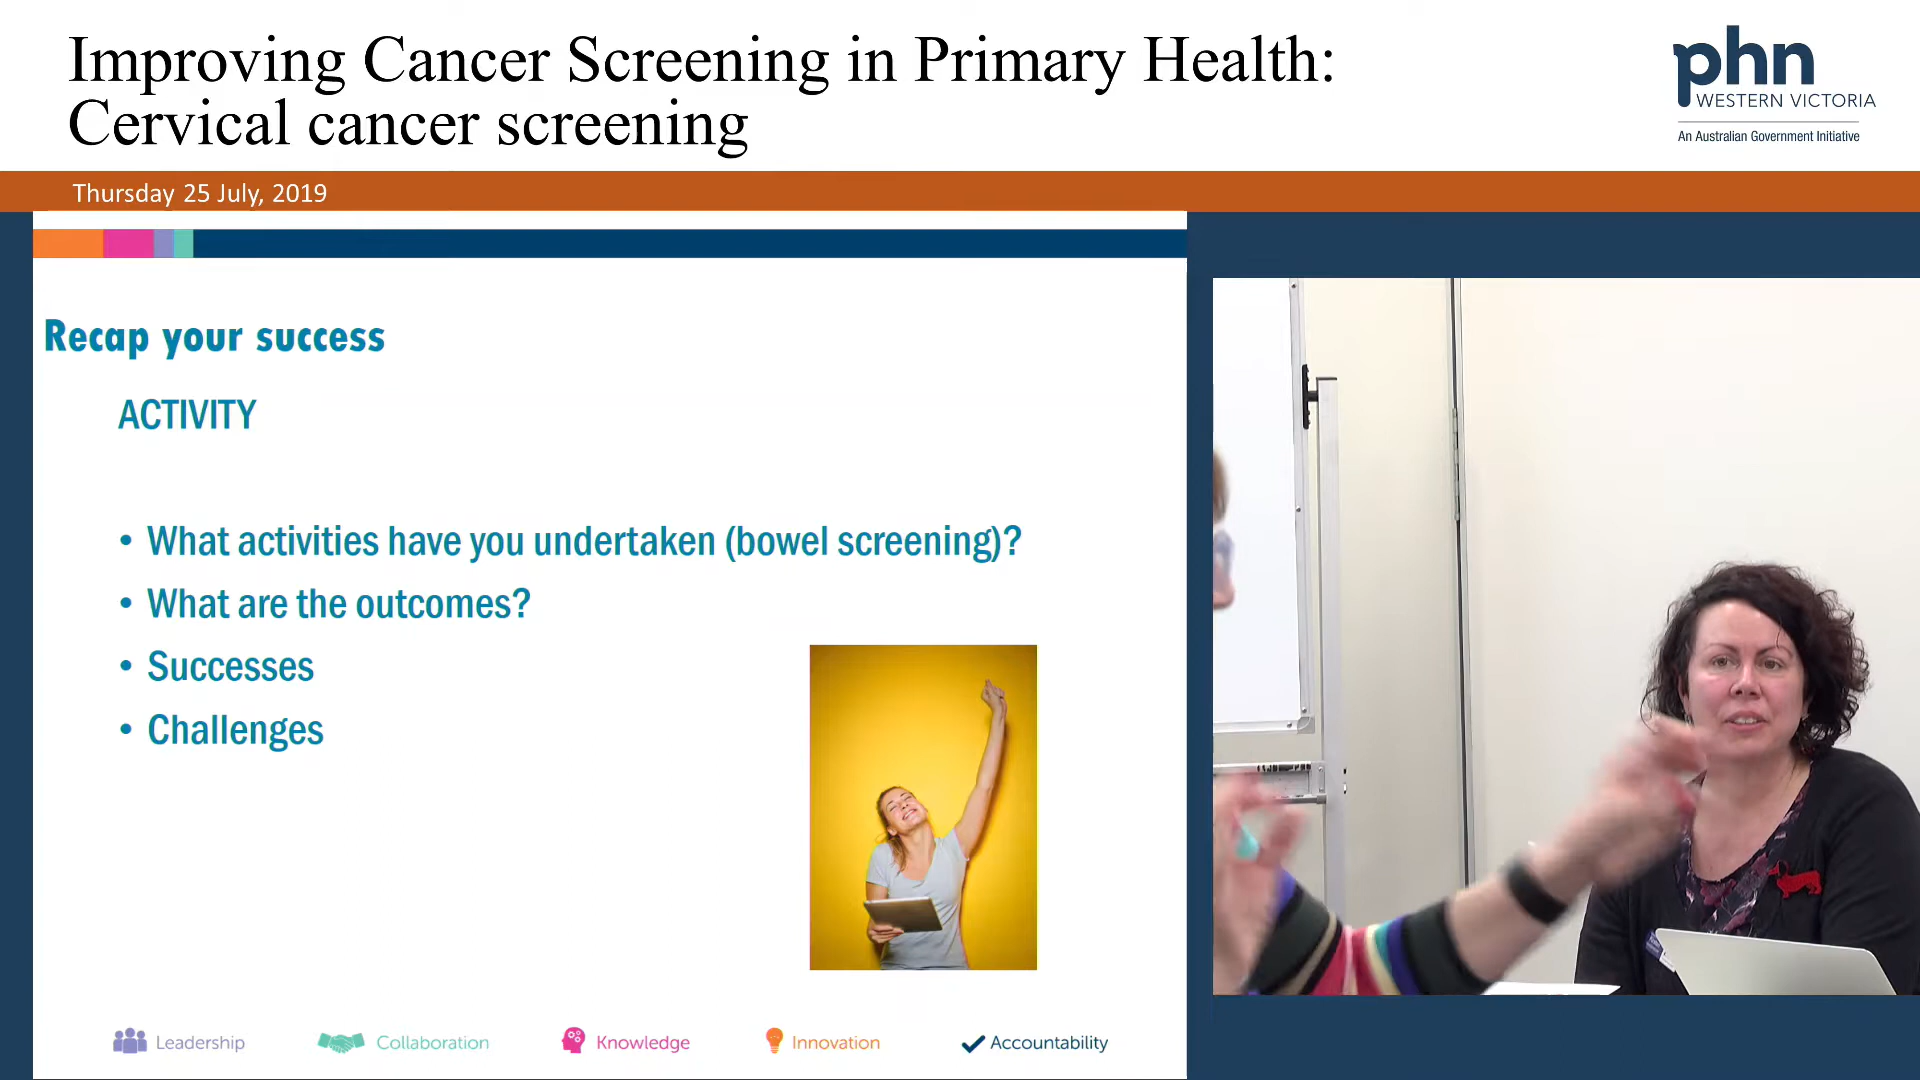 Improving Cancer Screening in Primary Health:
Cervical cancer screening
phn
WESTERN VICTORIA
An Australian Government Initiative
Thursday 25 July, 2019
Recap your success
ACTIVITY
• What activities have you undertaken (bowel screening)?
• What are the outcomes?
• Successes
• Challenges
Leadership
Collaboration
Knowledge
Innovation
Accountability